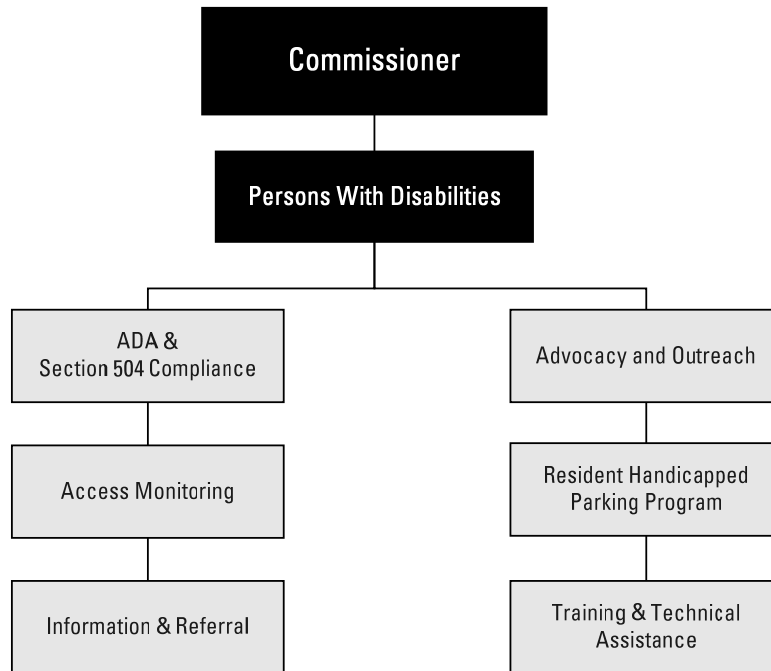 Commissioner
Persons With Disabilities
ADA &
Section 504 Compliance
Advocacy and Outreach
Access Monitoring
Resident Handicapped
Parking Program
Information & Referral
Training & Technical
Assistance